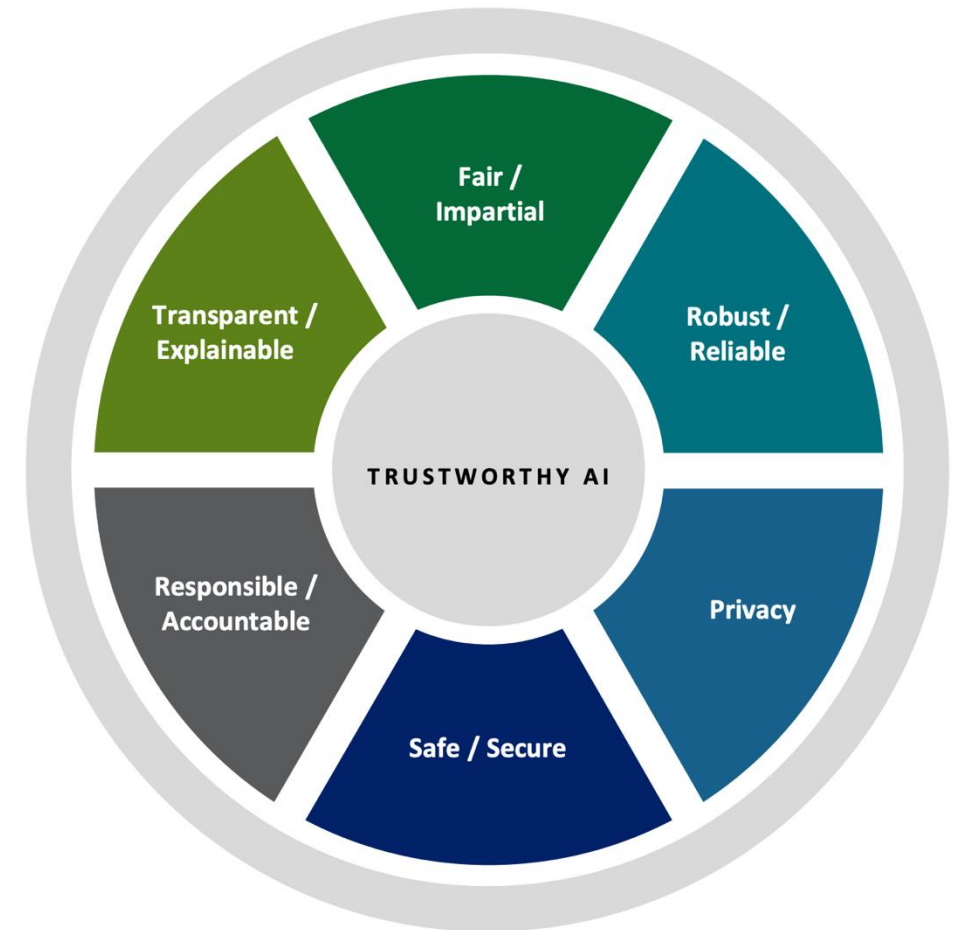 Fair /
Impartial
Transparent /
Explainable
Robust /
Reliable
TRUSTWORTHY AI
Responsible /
Accountable
Privacy
Safe / Secure